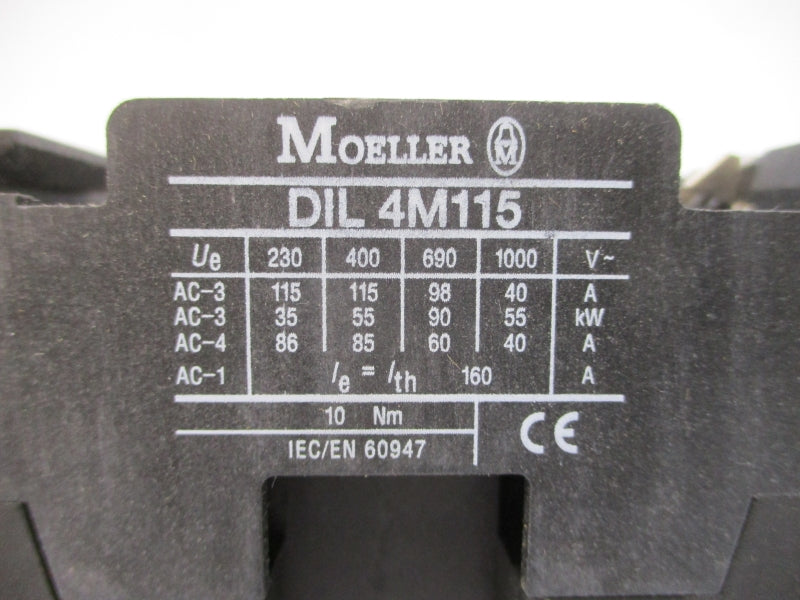 MOELLER M
DIL 4M115
Ue 230 400 690 1000 V~
AC-3 115 115 98 40 A
AC-3 35 55 90 55 kW
AC-4 86 85 60 40 A
AC-1 Ie = Ith 160 A
10 Nm
IEC/EN 60947
CE